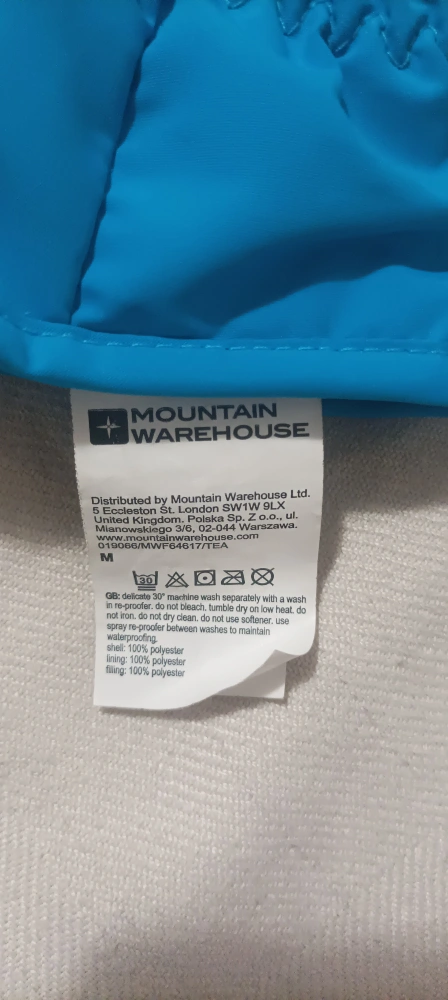 MOUNTAIN
WAREHOUSE
Distributed by Mountain Warehouse Ltd.
5 Eccleston St. London SW1W 9LX
United Kingdom, Polska Sp. Z o.o., ul.
Mianowskiego 3/6, 02-044 Warszawa.
www.mountainwarehouse.com
019066/MWF64617/TEA
M
30
GB: delicate 30° machine wash separately with a wash
in re-proofer. do not bleach. tumble dry on low heat. do
not iron. do not dry clean. do not use softener. use
spray re-proofer between washes to maintain
waterproofing.
shell: 100% polyester
lining: 100% polyester
filling: 100% polyester